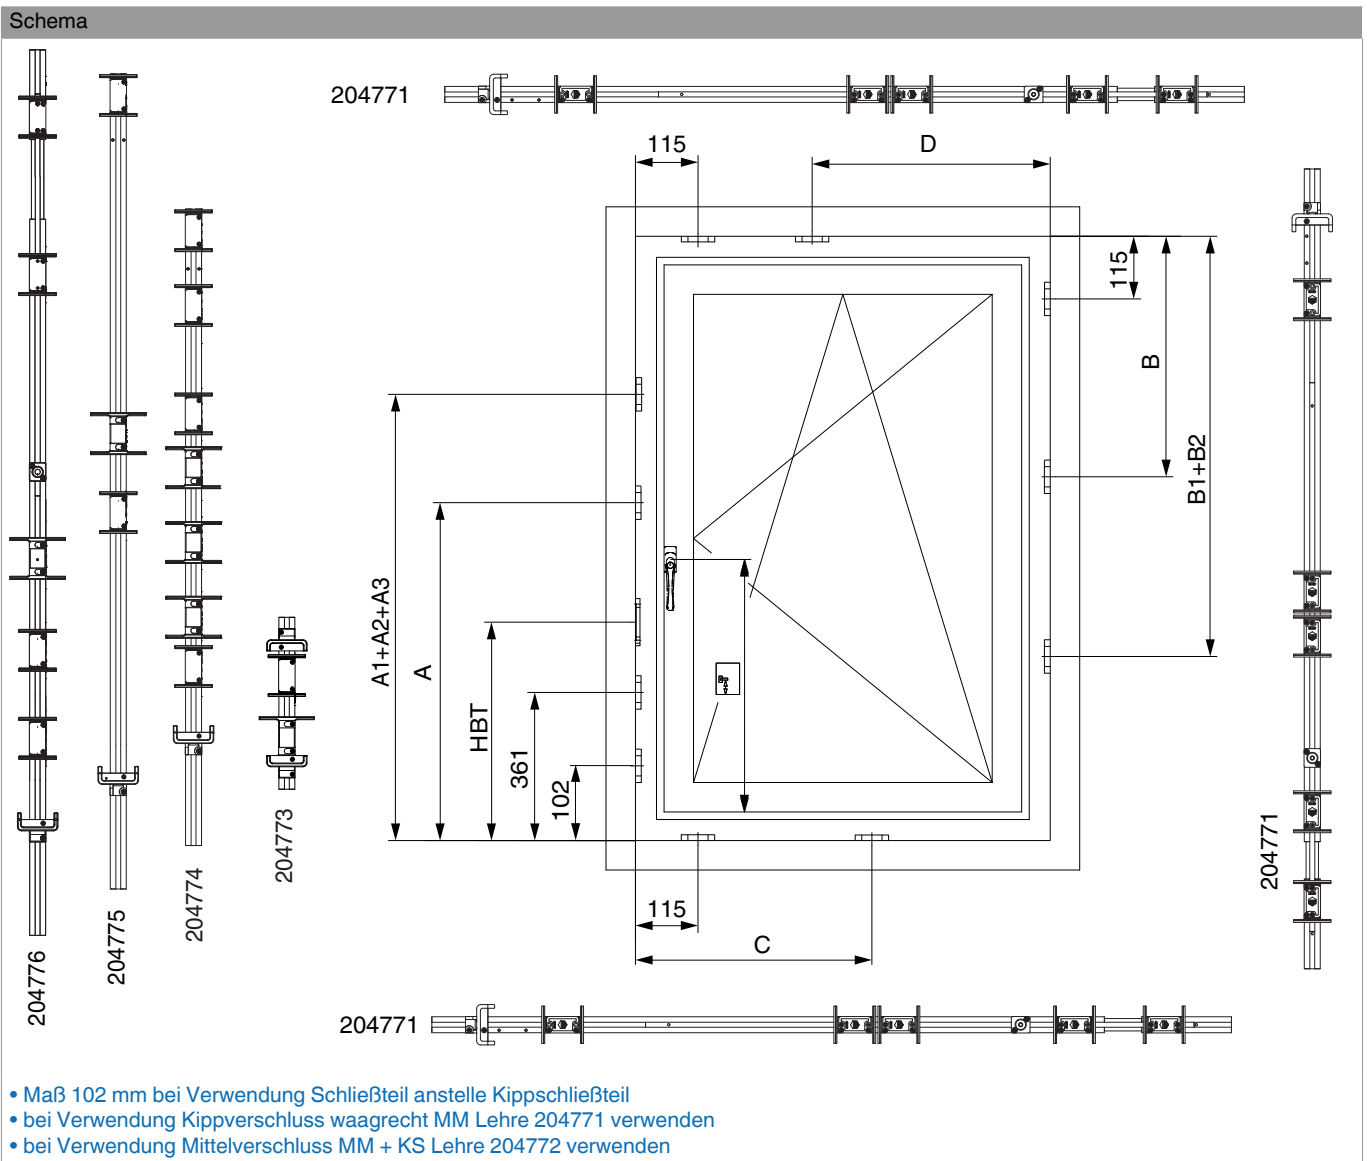 Schema
204771
115
D
115
B
B1+B2
A1+A2+A3
A
HBT
361
102
115
C
204776
204775
204774
204773
204771
204771
• Maß 102 mm bei Verwendung Schließteil anstelle Kippschließteil
• bei Verwendung Kippverschluss waagrecht MM Lehre 204771 verwenden
• bei Verwendung Mittelverschluss MM + KS Lehre 204772 verwenden